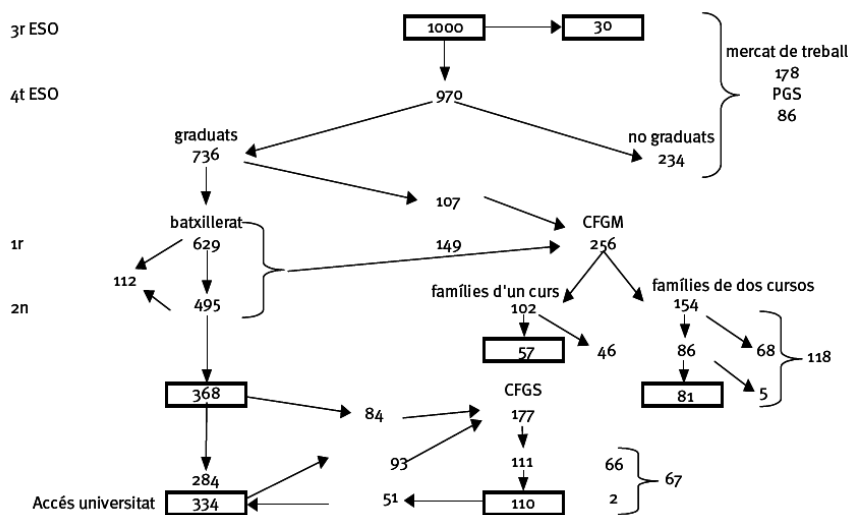 3r ESO
1000
30
mercat de treball
178
PGS
86
4t ESO
970
graduats
736
no graduats
234
107
batxillerat
CFGM
1r
629
149
256
112
famílies d'un curs
famílies de dos cursos
2n
495
102
154
57
46
86
68
118
368
81
5
84
CFGS
177
93
111
66
67
284
Accés universitat
334
51
110
2